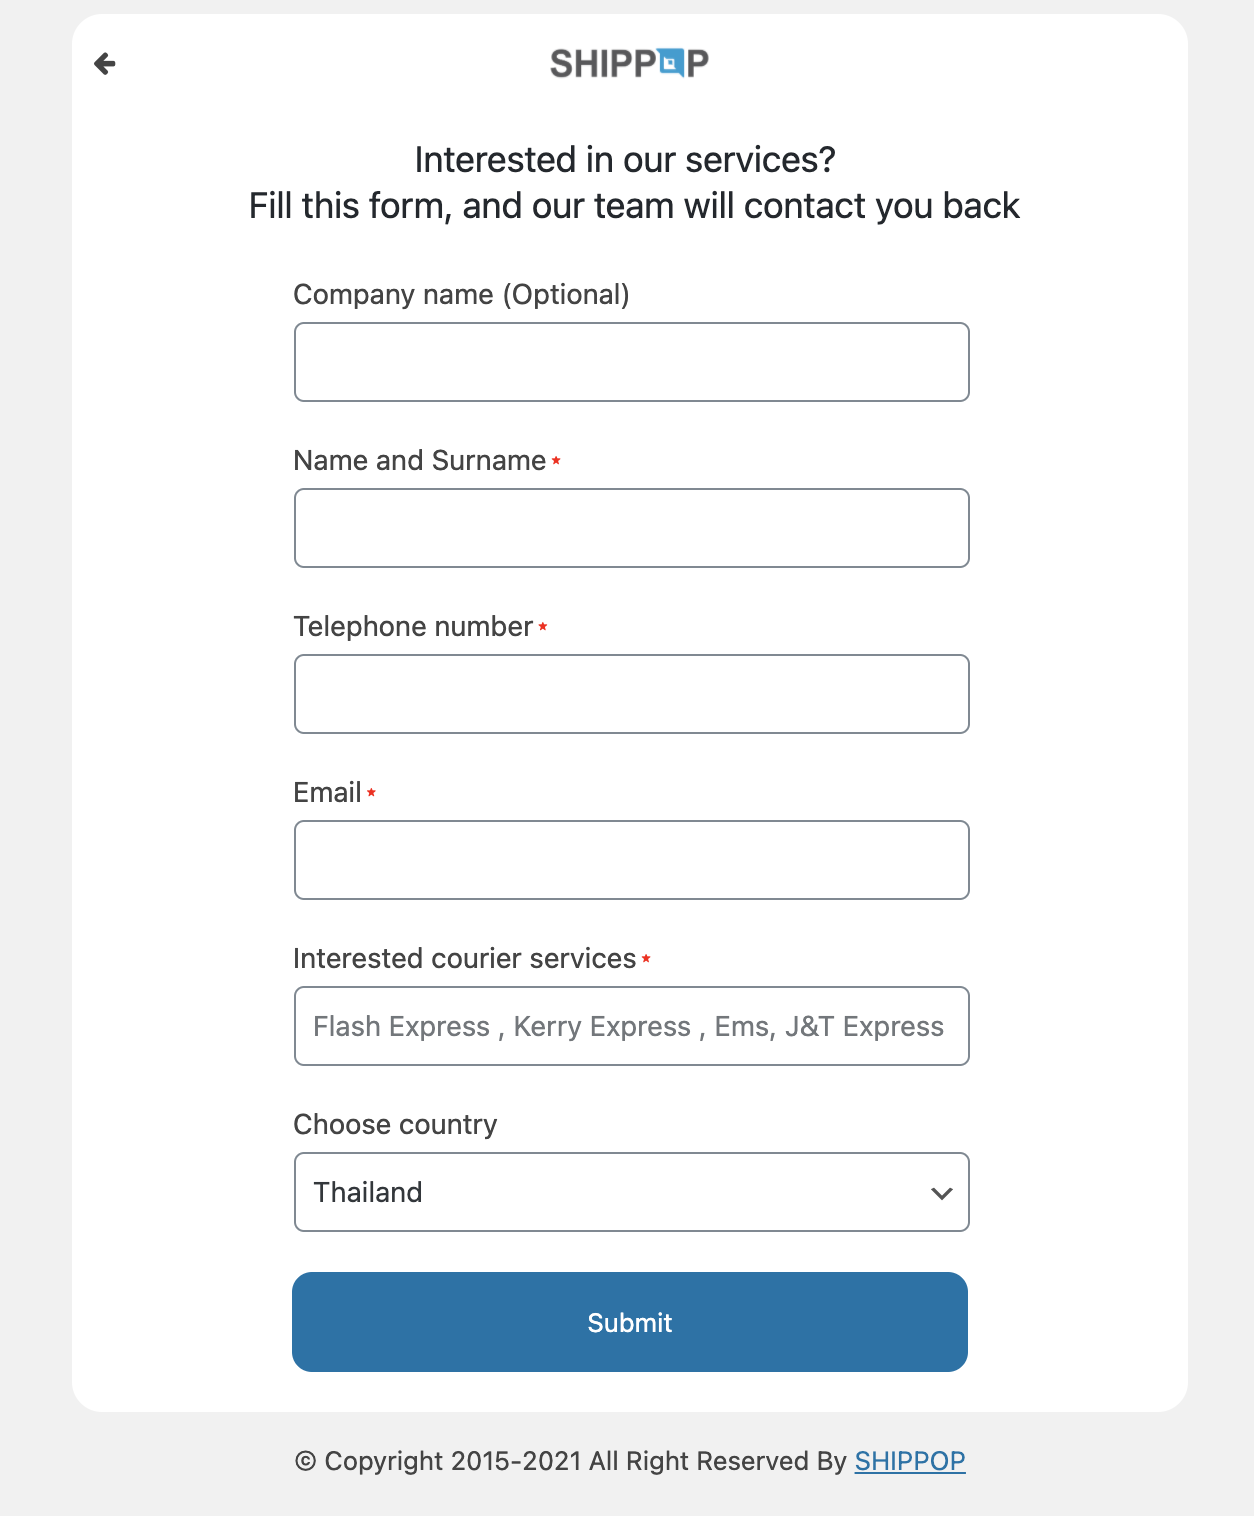 SHIPPOP
Interested in our services?
Fill this form, and our team will contact you back
Company name (Optional)
Name and Surname *
Telephone number *
Email *
Interested courier services *
Flash Express , Kerry Express , Ems, J&T Express
Choose country
Thailand
Submit
© Copyright 2015-2021 All Right Reserved By SHIPPOP